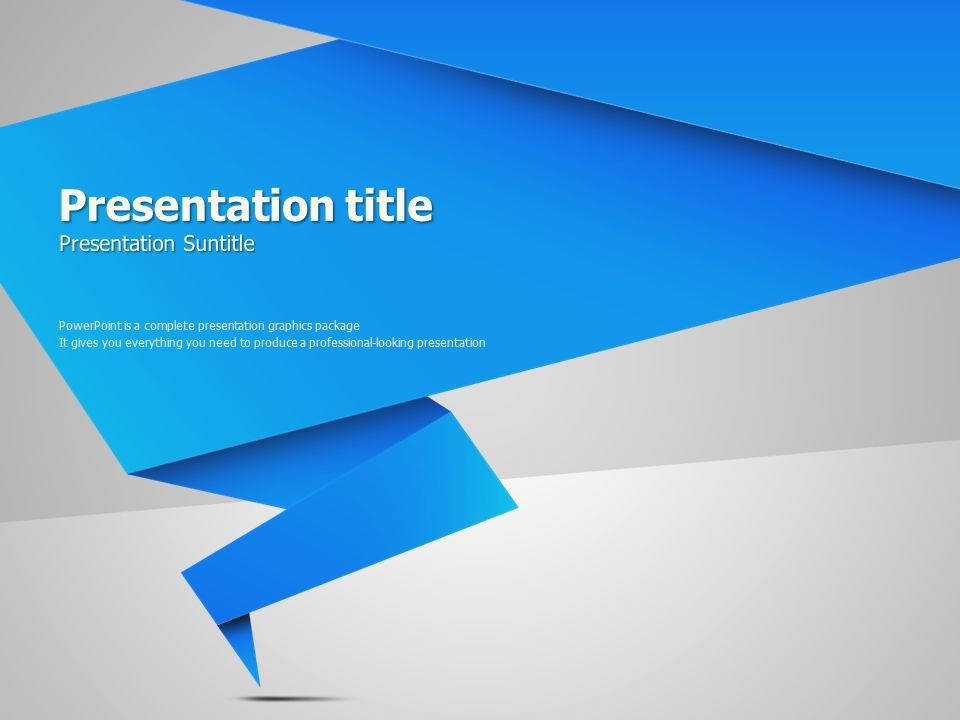 Presentation title
Presentation Suntitle
PowerPoint is a complete presentation graphics package
It gives you everything you need to produce a professional-looking presentation